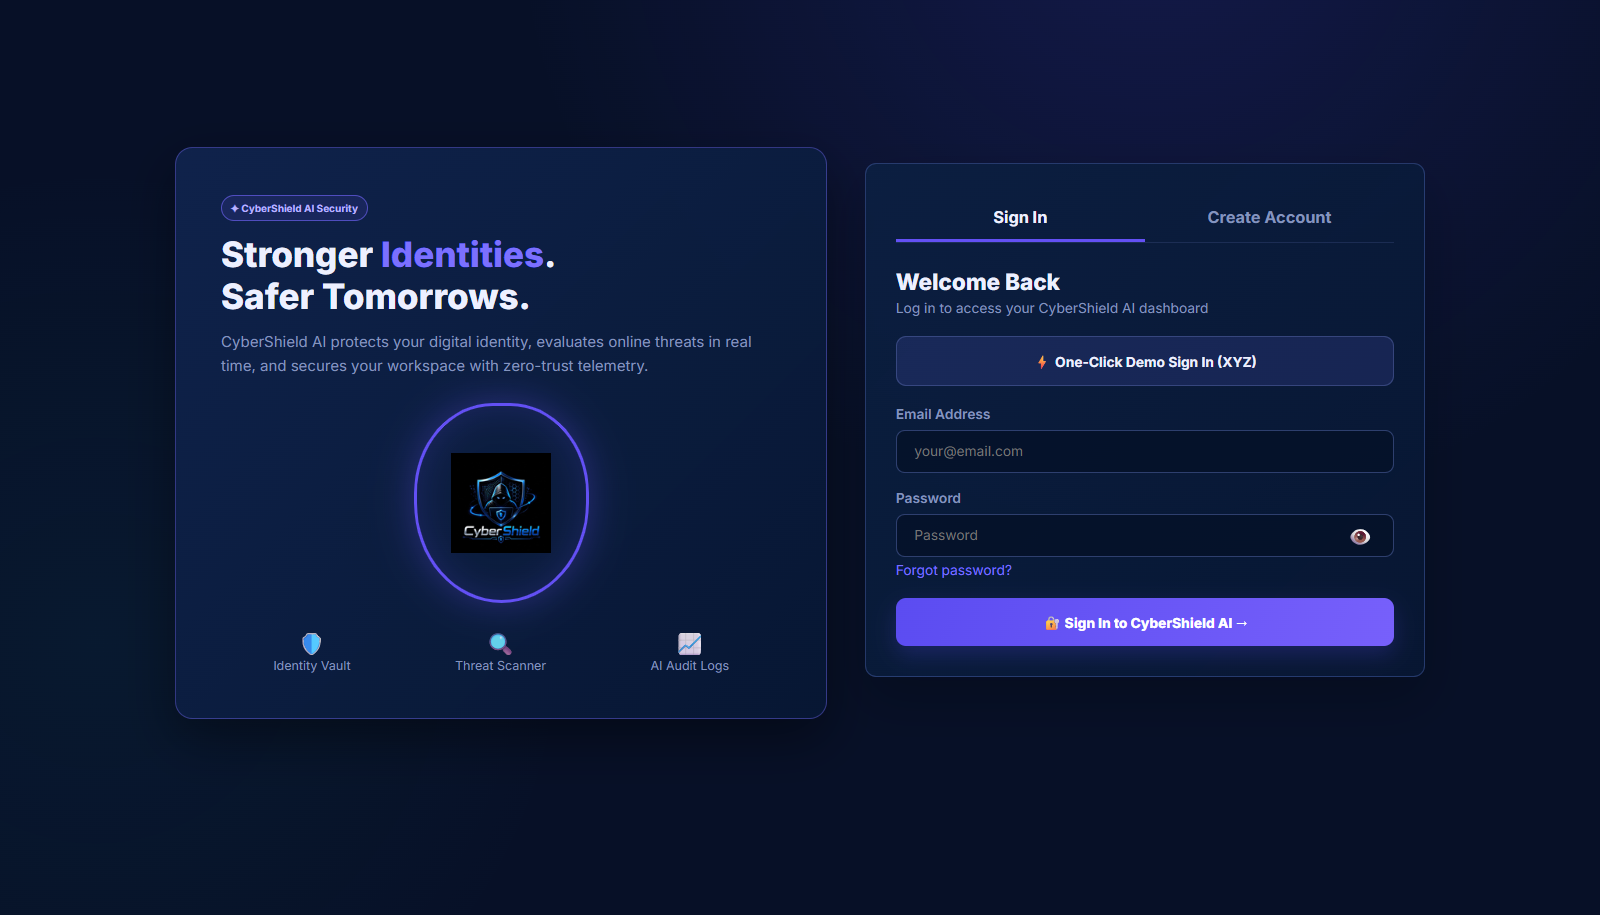 ✦ CyberShield AI Security
Stronger Identities.
Safer Tomorrows.
CyberShield AI protects your digital identity, evaluates online threats in real
time, and secures your workspace with zero-trust telemetry.
CyberShield
Identity Vault
Threat Scanner
AI Audit Logs
Sign In
Create Account
Welcome Back
Log in to access your CyberShield AI dashboard
⚡ One-Click Demo Sign In (XYZ)
Email Address
your@email.com
Password
Password
Forgot password?
🔐 Sign In to CyberShield AI →